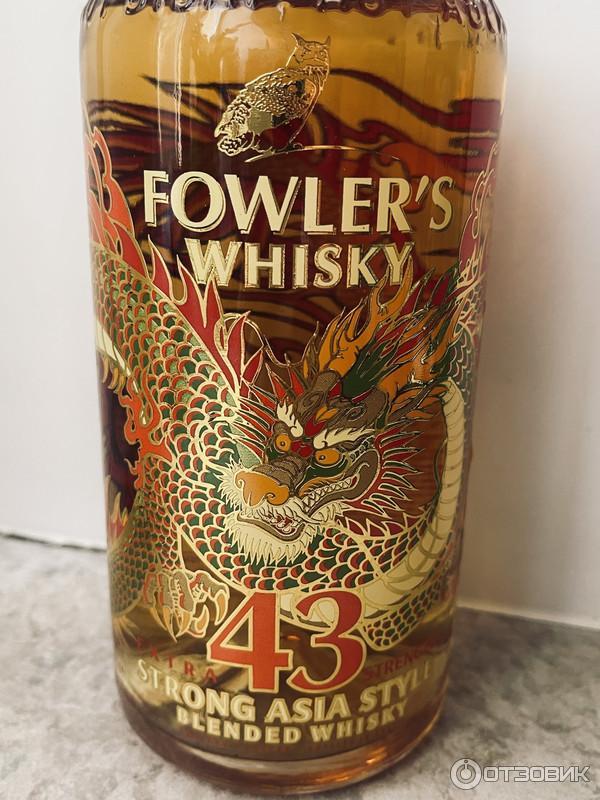 FOWLER'S
WHISKY
43
EXTRA STRENGTH
STRONG ASIA STYLE
BLENDED WHISKY
ОТЗОВИК